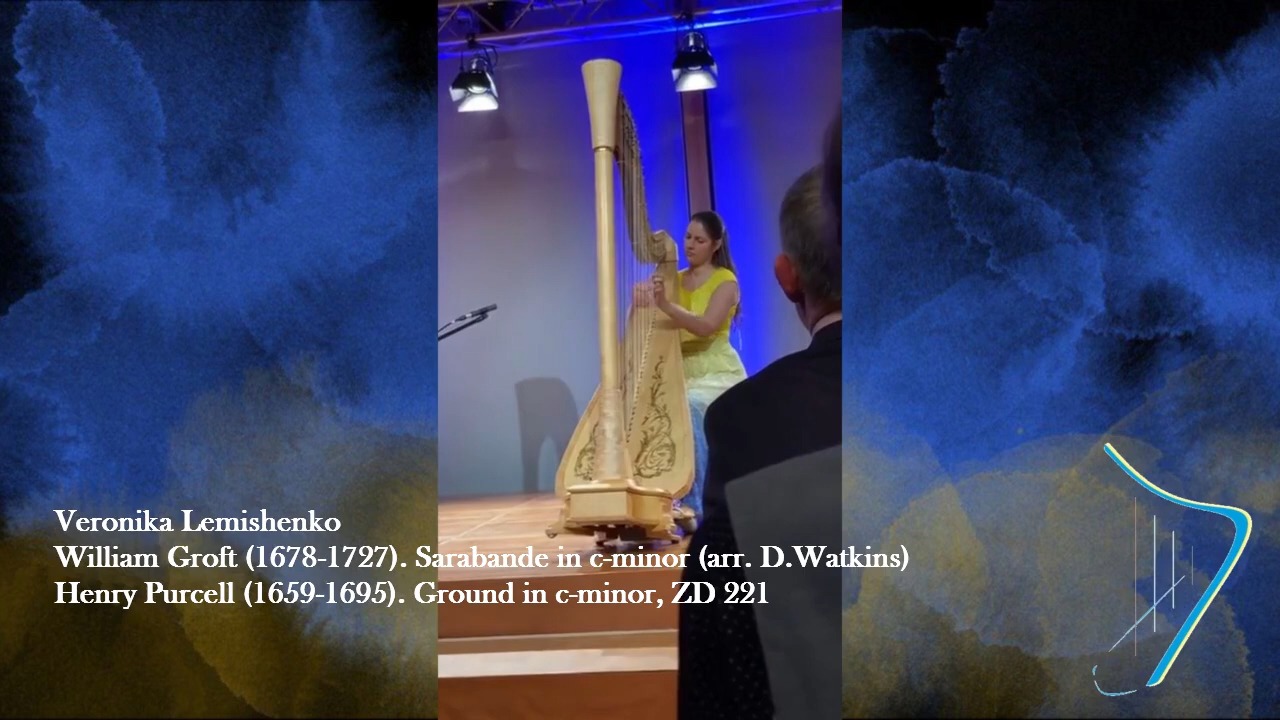 Veronika Lemishenko
William Groft (1678-1727). Sarabande in c-minor (arr. D.Watkins)
Henry Purcell (1659-1695). Ground in c-minor, ZD 221